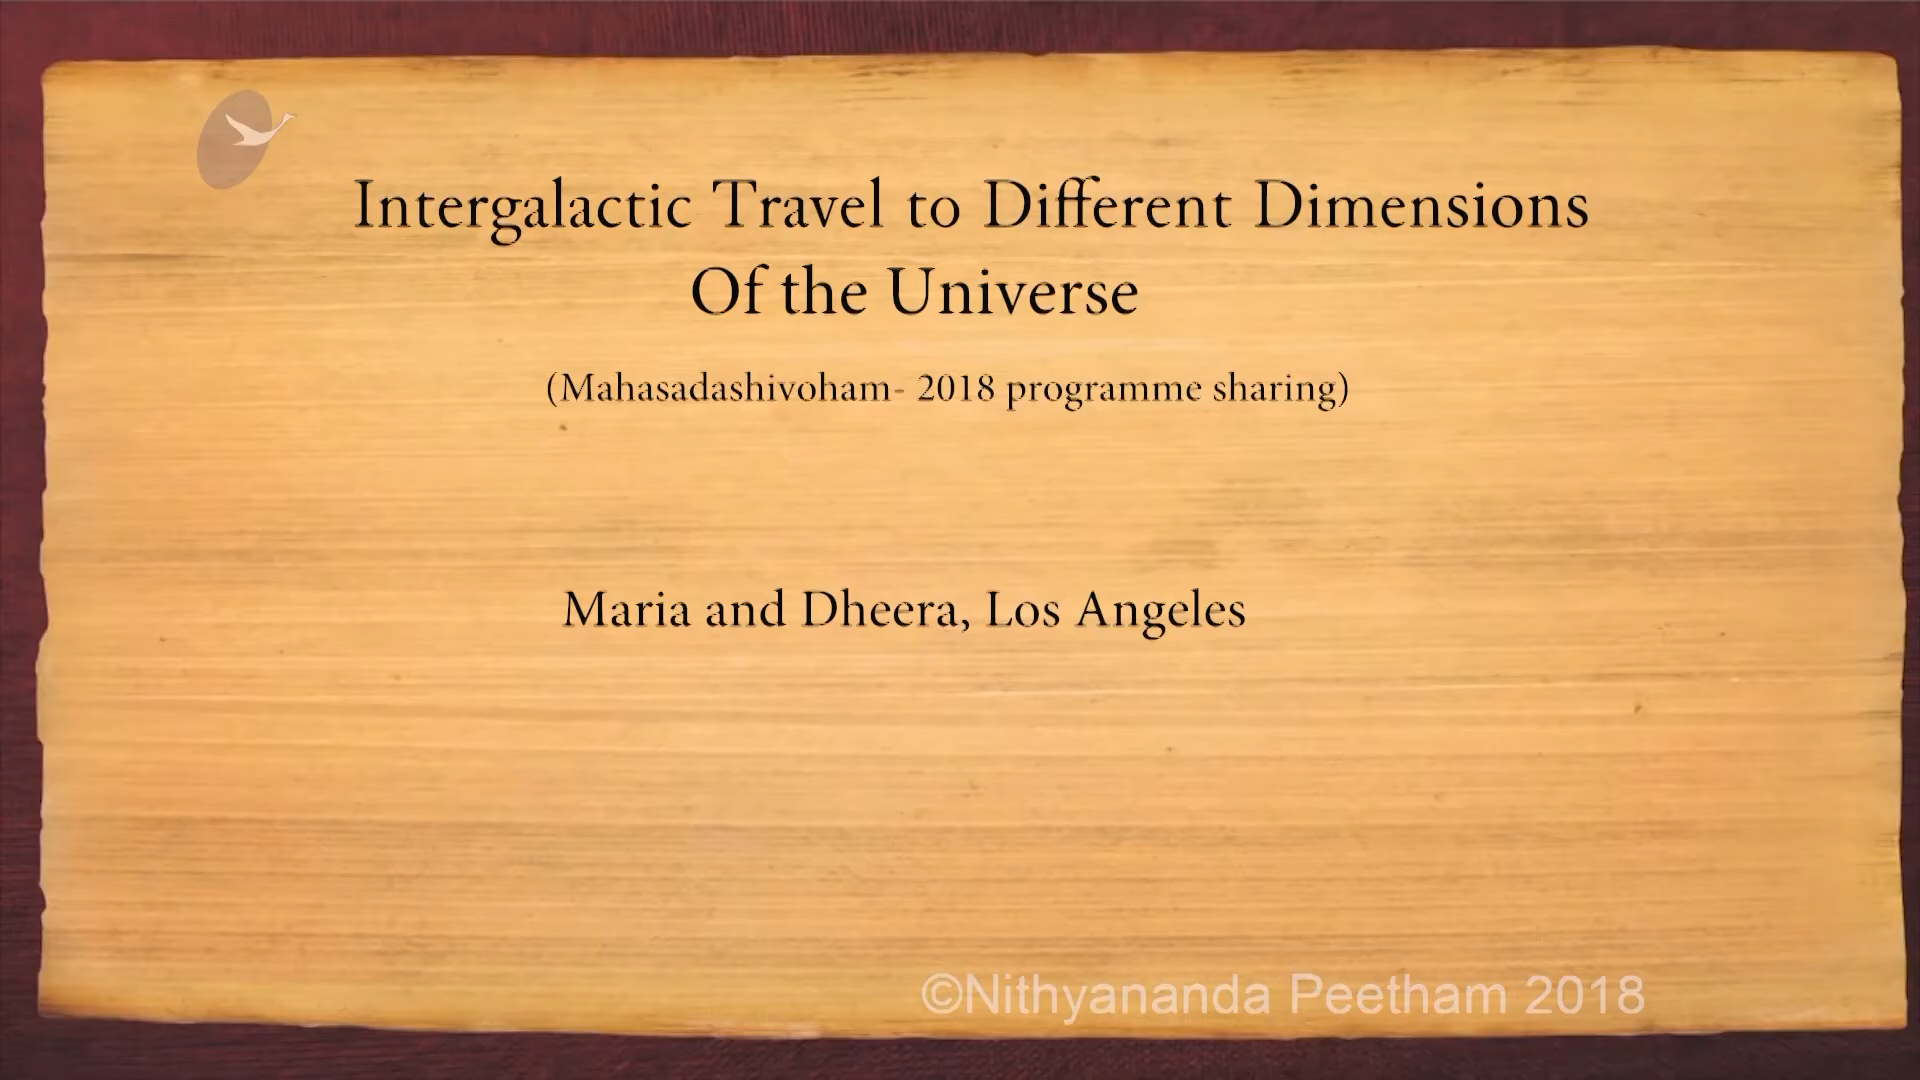 Intergalactic Travel to Different Dimensions
Of the Universe
(Mahasadashivoham- 2018 programme sharing)
Maria and Dheera, Los Angeles
©Nithyananda Peetham 2018